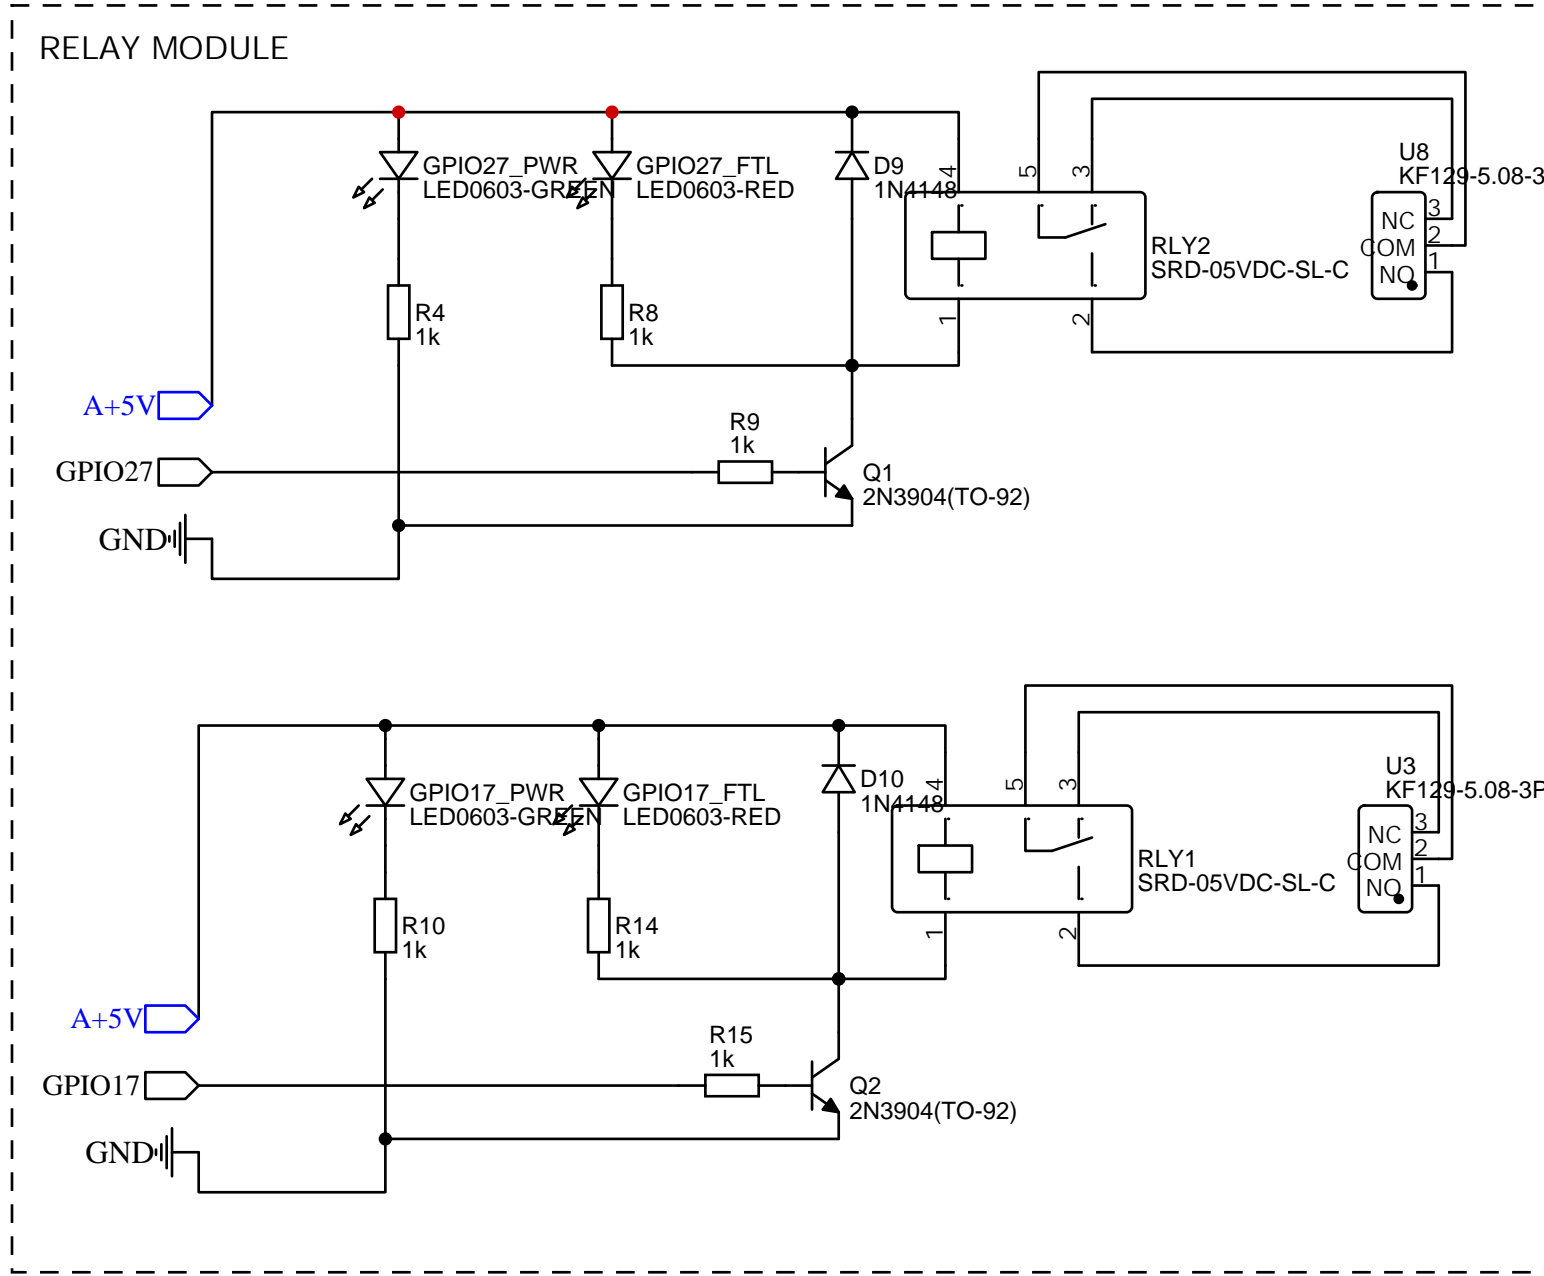 RELAY MODULE
GPIO27_PWR
LED0603-GREEN
GPIO27_FTL
LED0603-RED
D9
1N4148
4
5
3
U8
KF129-5.08-3
NC
3
COM
2
NO
1
RLY2
SRD-05VDC-SL-C
R4
1k
R8
1k
1
2
A+5V
R9
1k
GPIO27
Q1
2N3904(TO-92)
GND
GPIO17_PWR
LED0603-GREEN
GPIO17_FTL
LED0603-RED
D10
1N4148
4
5
3
U3
KF129-5.08-3P
NC
3
COM
2
NO
1
RLY1
SRD-05VDC-SL-C
R10
1k
R14
1k
1
2
A+5V
R15
1k
GPIO17
Q2
2N3904(TO-92)
GND